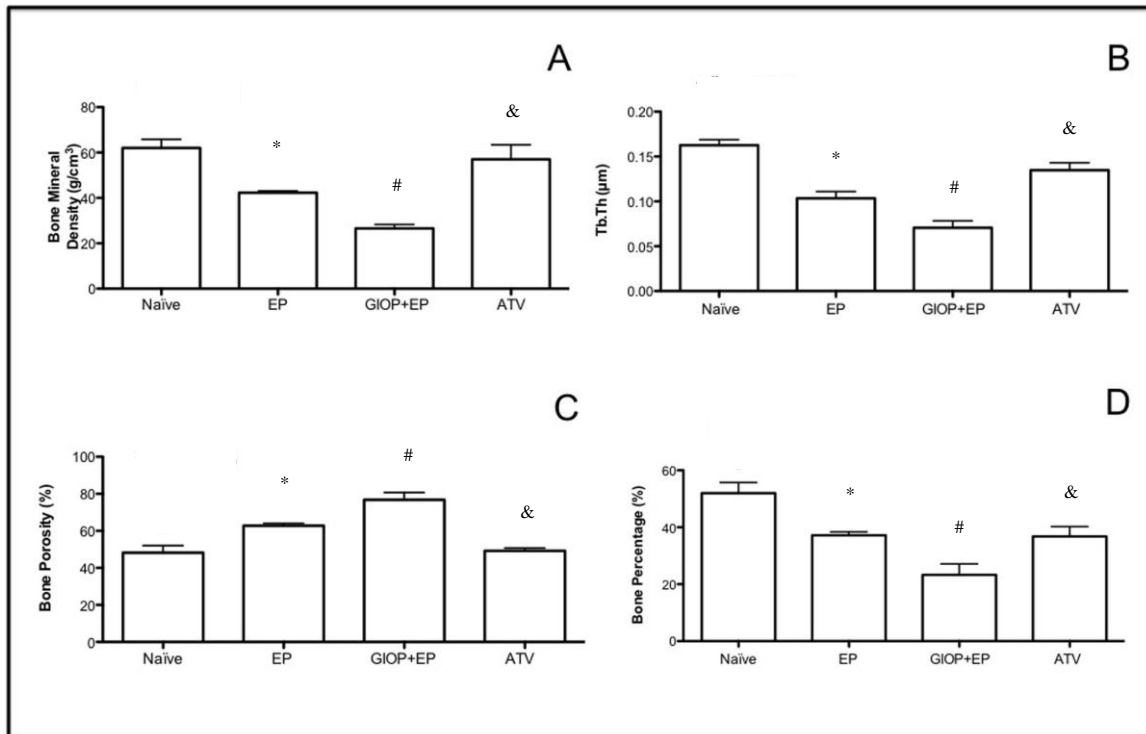 A
Bone Mineral
Density (g/cm³)
80
60
40
20
0
*
#
&
Naïve EP GIOP+EP ATV
B
Tb.Th (µm)
0.20
0.15
0.10
0.05
0.00
*
#
&
Naïve EP GIOP+EP ATV
C
Bone Porosity (%)
100
80
60
40
20
0
*
#
&
Naïve EP GIOP+EP ATV
D
Bone Percentage (%)
60
40
20
0
*
#
&
Naïve EP GIOP+EP ATV